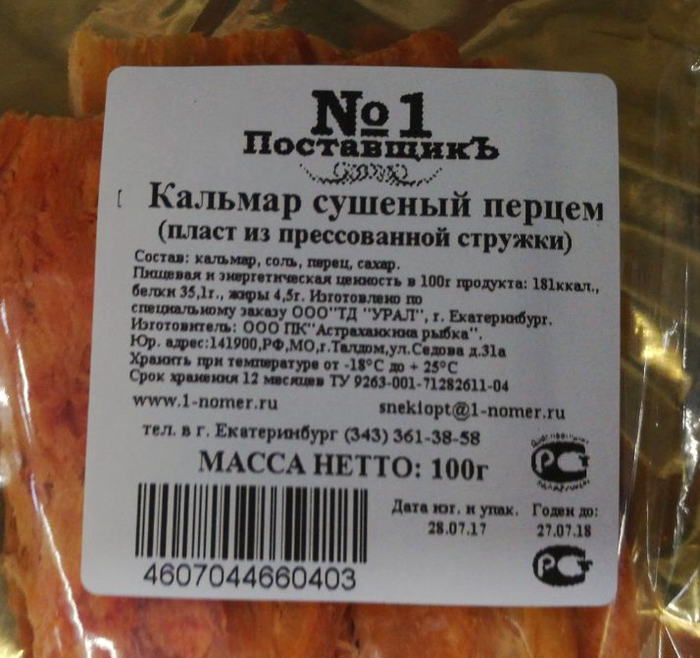 №1
ПоставщикЪ
Кальмар сушеный перцем
(пласт из прессованной стружки)
Состав: кальмар, соль, перец, сахар.
Пищевая и энергетическая ценность в 100г продукта: 181ккал.,
белки 35,1г., жиры 4,5г. Изготовлено по
специальному заказу ООО"ТД "УРАЛ", г. Екатеринбург.
Изготовитель: ООО ПК"Астраханкина рыбка".
Юр. адрес:141900,РФ,МО,г.Талдом,ул.Седова д.31а
Хранить при температуре от -18°С до + 25°С
Срок хранения 12 месяцев ТУ 9263-001-71282611-04
www.1-nomer.ru sneklopt@1-nomer.ru
тел. в г. Екатеринбург (343) 361-38-58
МАССА НЕТТО: 100г
Дата изг. и упак. Годен до:
28.07.17 27.07.18
4607044660403